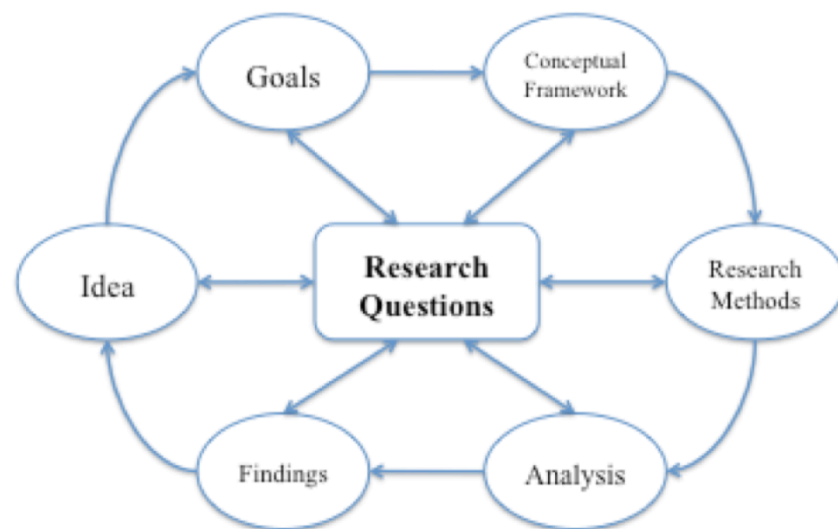 Goals
Conceptual
Framework
Idea
Research
Questions
Research
Methods
Findings
Analysis